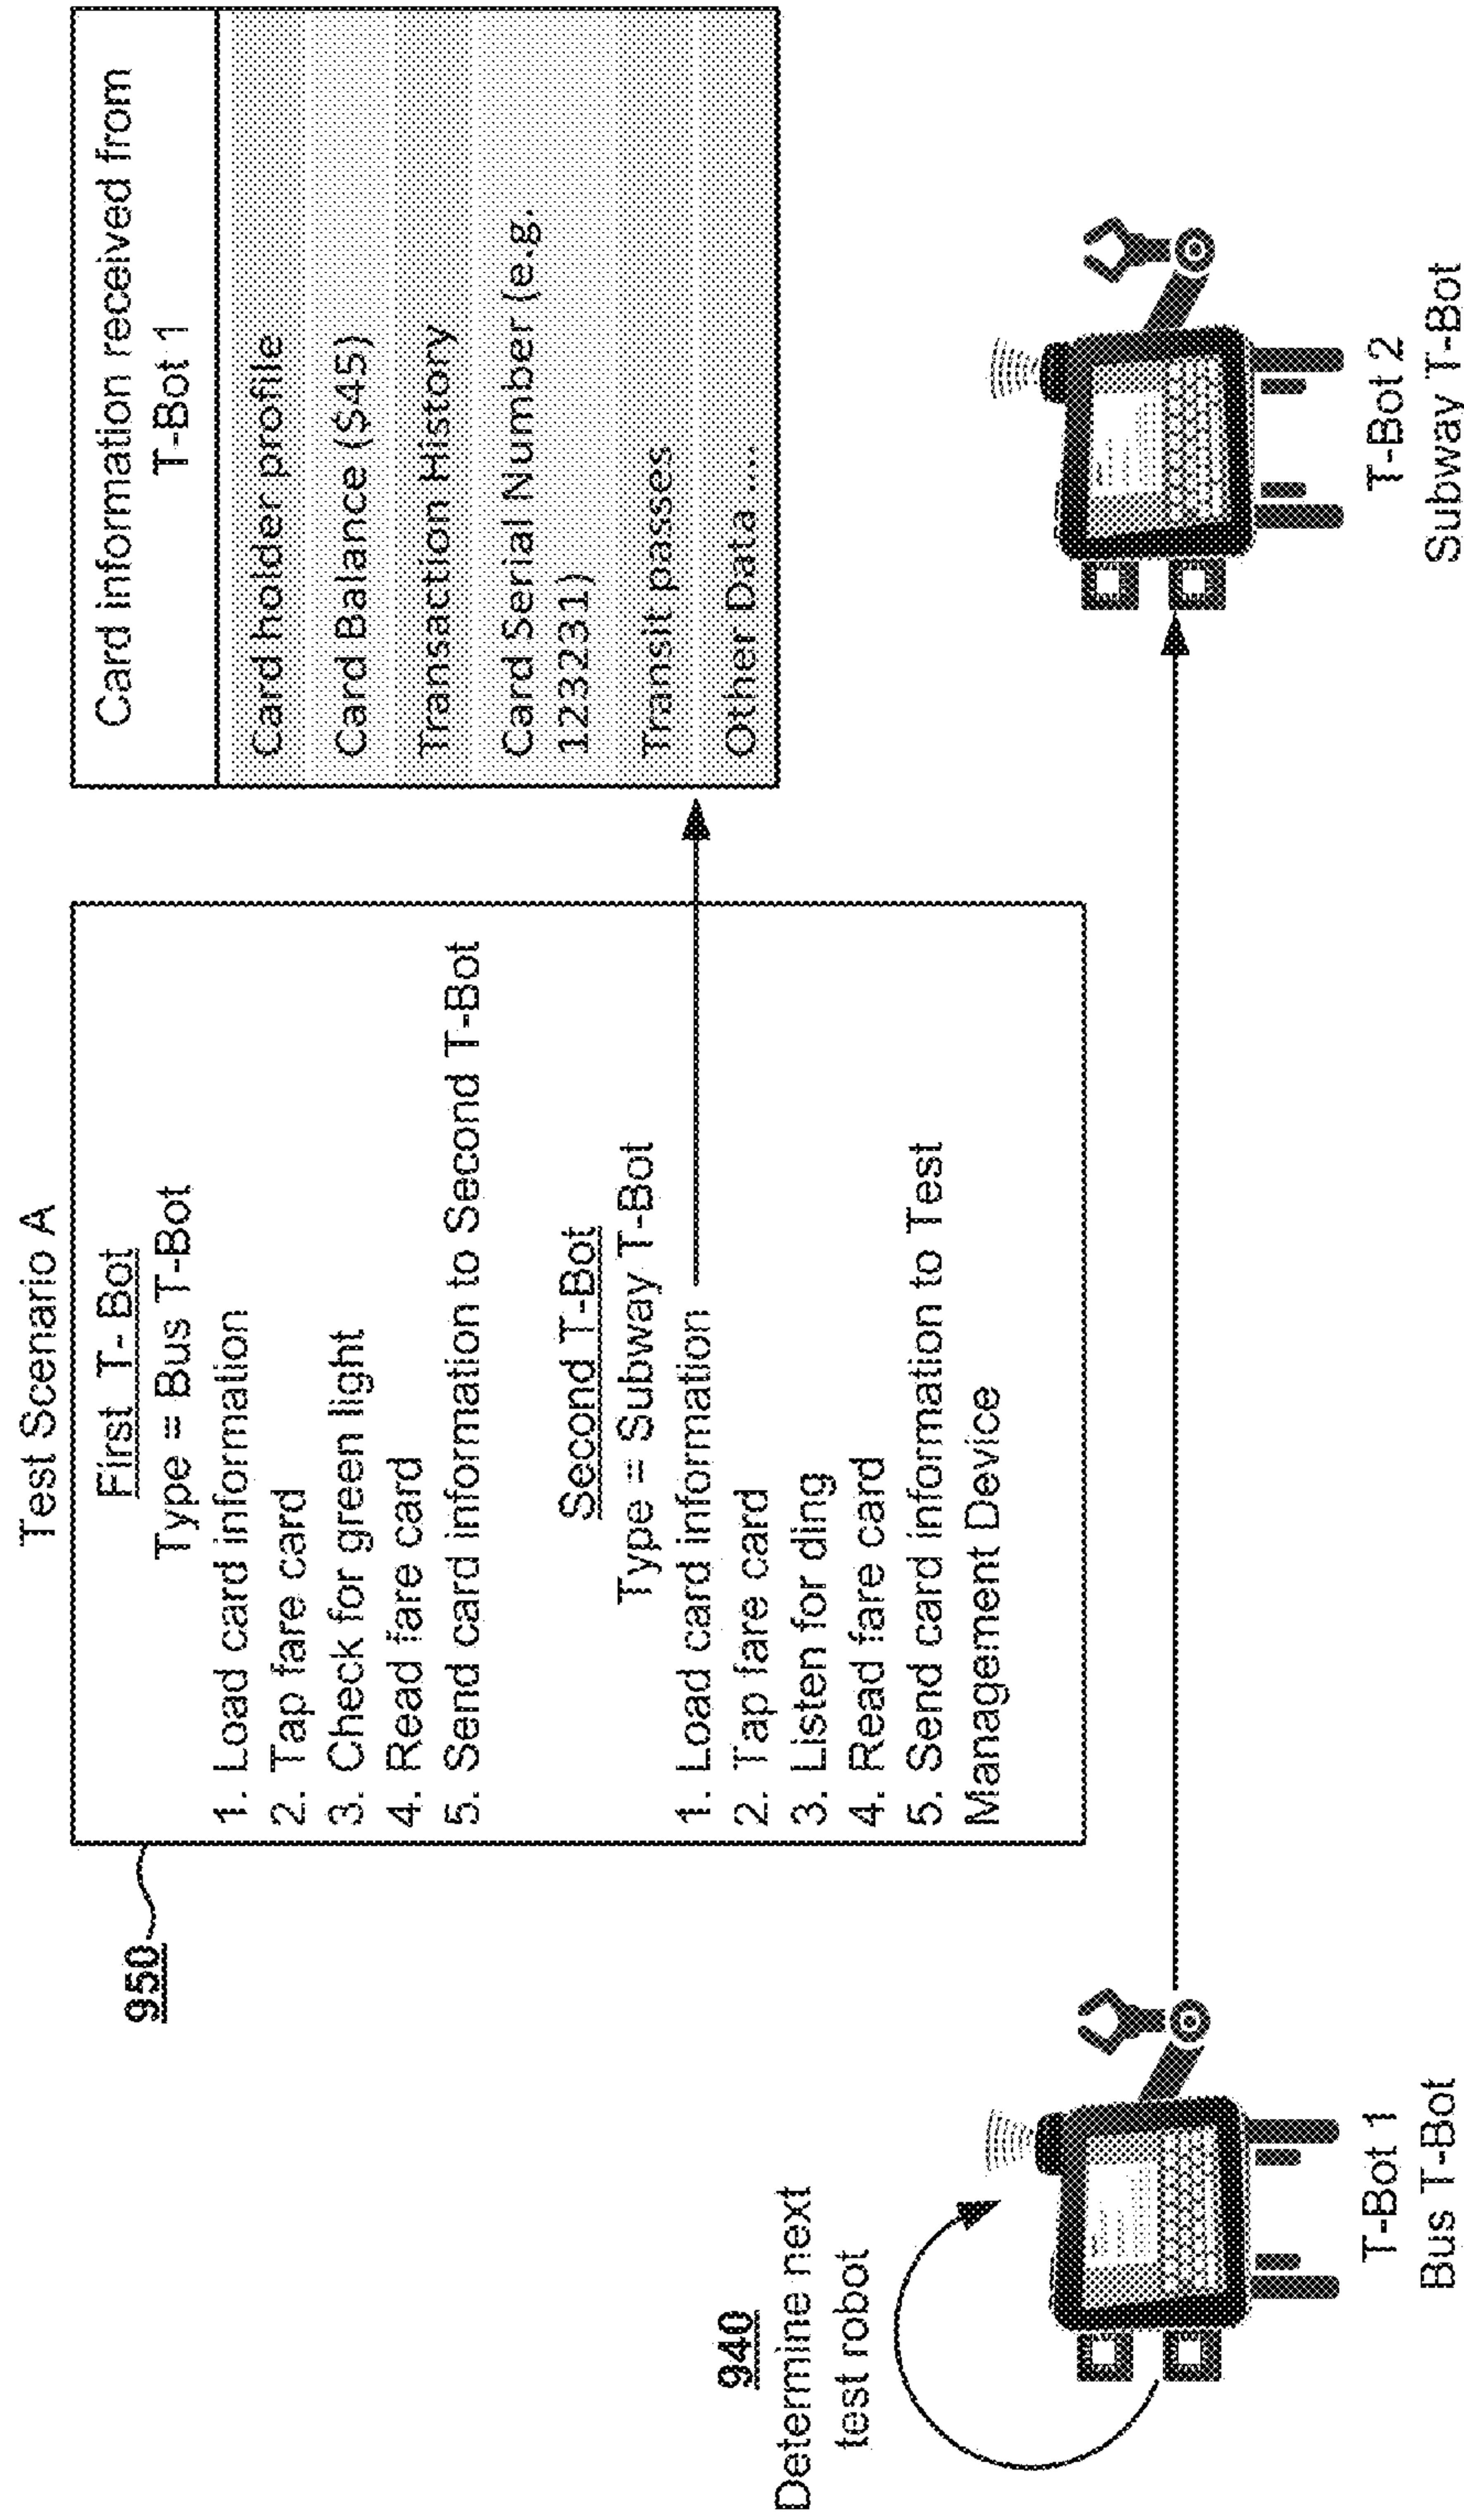 Test Scenario A
950
First T- Bot
Type = Bus T-Bot
1. Load card information
2. Tap fare card
3. Check for green light
4. Read fare card
5. Send card information to Second T-Bot
Second T-Bot
Type = Subway T-Bot
1. Load card information
2. Tap fare card
3. Listen for ding
4. Read fare card
5. Send card information to Test
Management Device
Card information received from
T-Bot 1
Card holder profile
Card Balance ($45)
Transaction History
Card Serial Number (e.g.
123231)
Transit passes
Other Data ....
940
Determine next
test robot
T-Bot 1
Bus T-Bot
T-Bot 2
Subway T-Bot